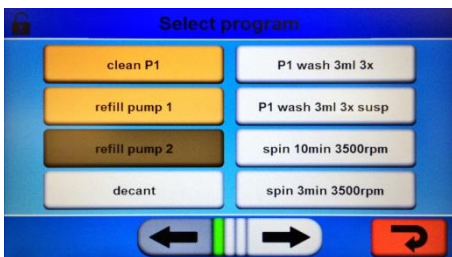 Select program
clean P1
P1 wash 3ml 3x
refill pump 1
P1 wash 3ml 3x susp
refill pump 2
spin 10min 3500rpm
decant
spin 3min 3500rpm